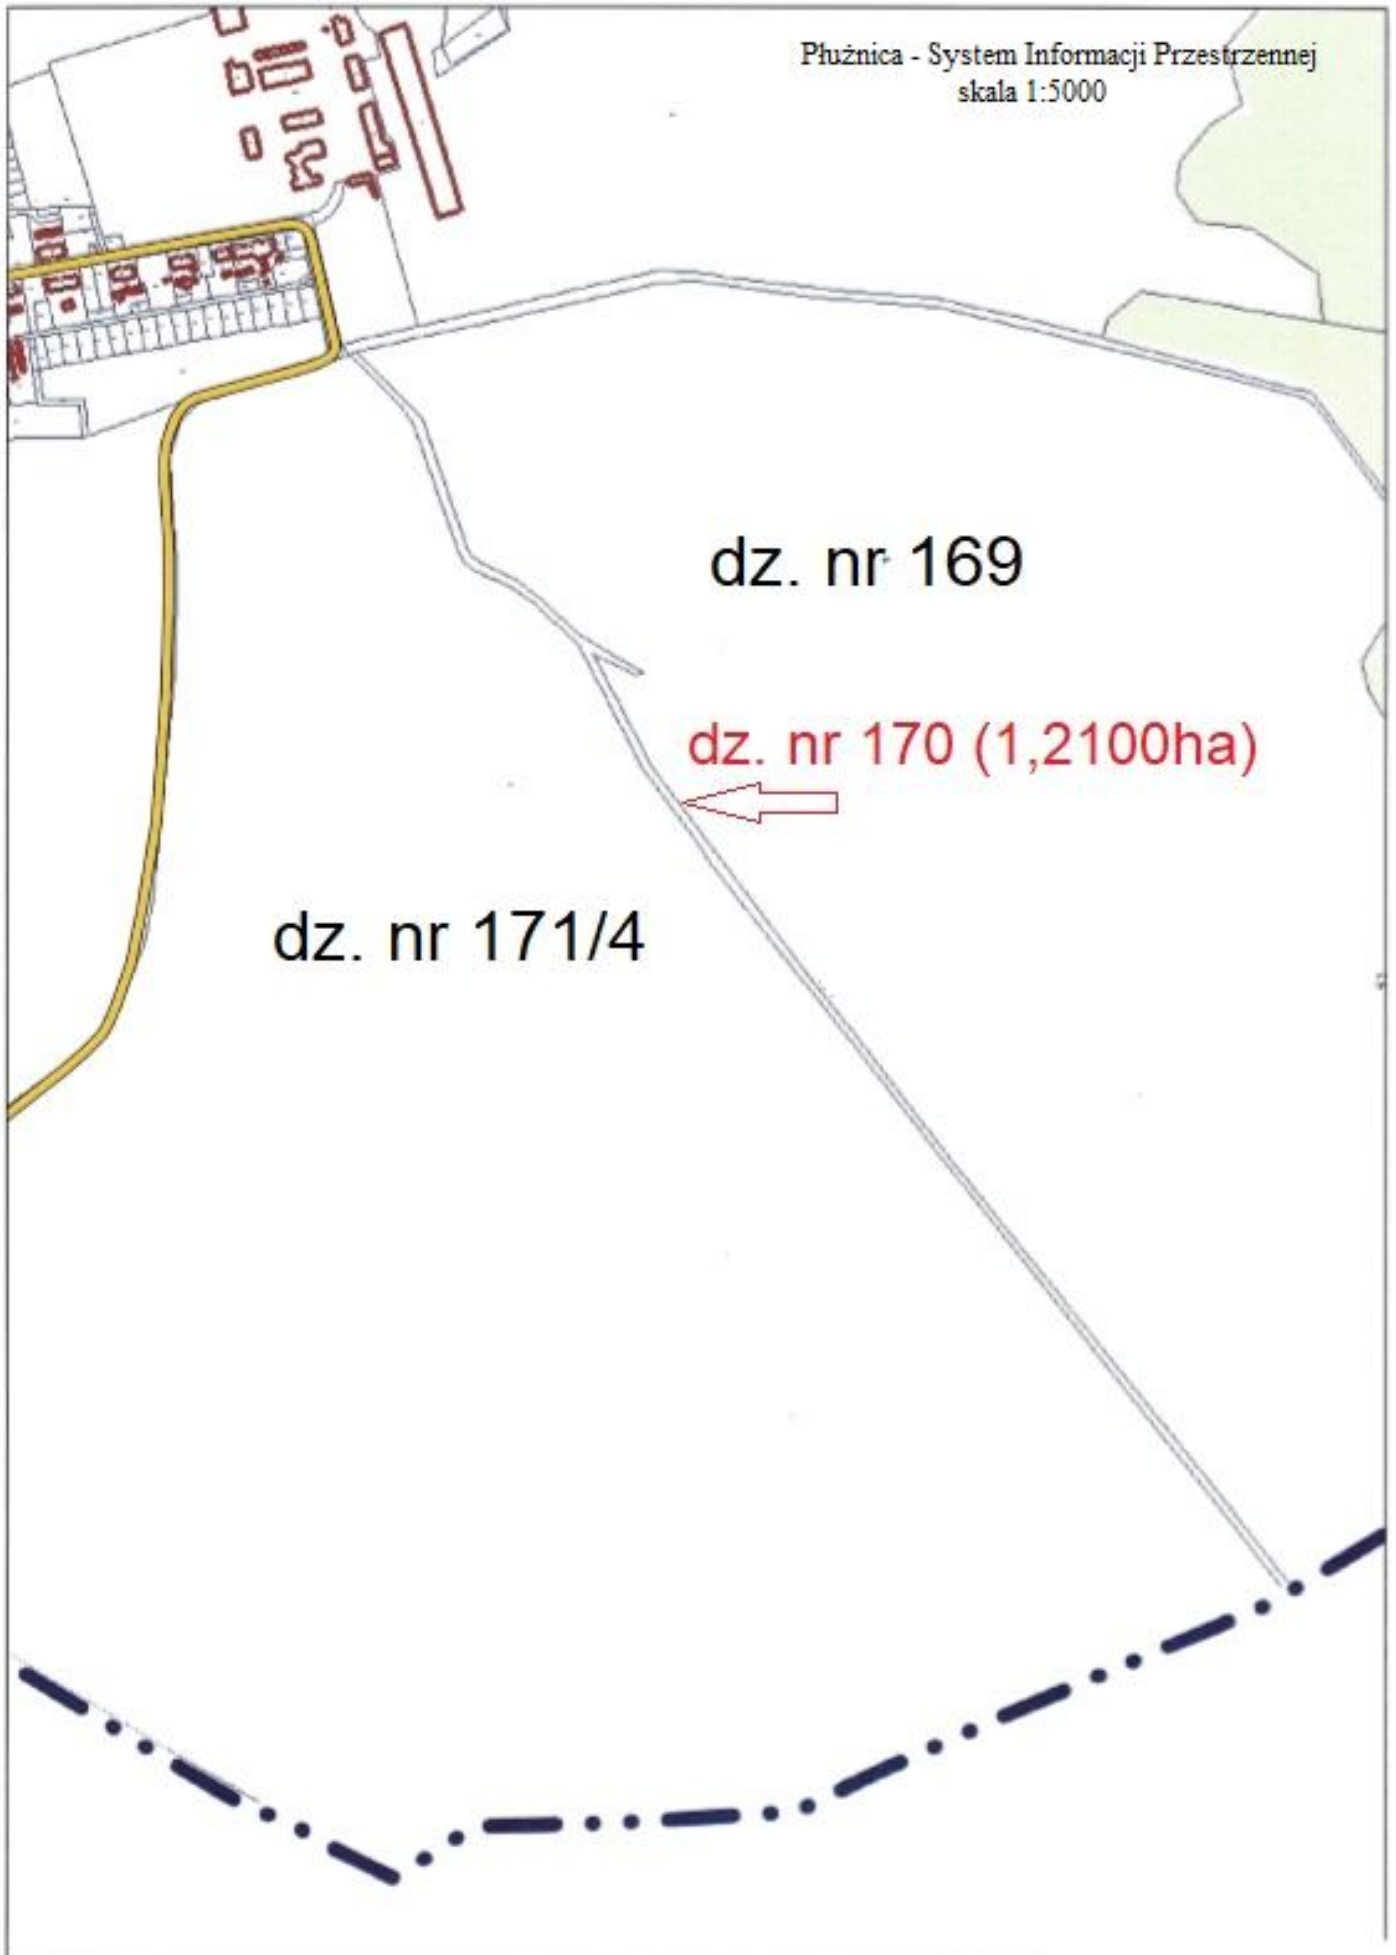 Płużnica - System Informacji Przestrzennej
skala 1:5000
dz. nr 169
dz. nr 170 (1,2100ha)
dz. nr 171/4